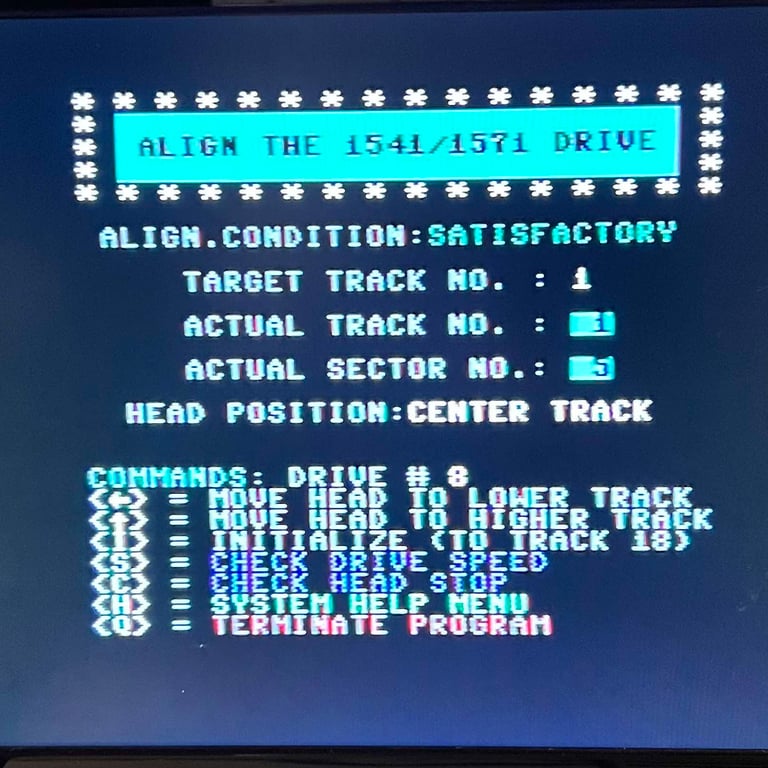 * * * * * * * * * * * * * * * *
* ALIGN THE 1541/1571 DRIVE *
* * * * * * * * * * * * * * * *
ALIGN.CONDITION:SATISFACTORY
TARGET TRACK NO. : 1
ACTUAL TRACK NO. : 1
ACTUAL SECTOR NO.: 5
HEAD POSITION:CENTER TRACK
COMMANDS: DRIVE # 8
<←> = MOVE HEAD TO LOWER TRACK
<↑> = MOVE HEAD TO HIGHER TRACK
<I> = INITIALIZE (TO TRACK 18)
<S> = CHECK DRIVE SPEED
<C> = CHECK HEAD STOP
<H> = SYSTEM HELP MENU
<Q> = TERMINATE PROGRAM